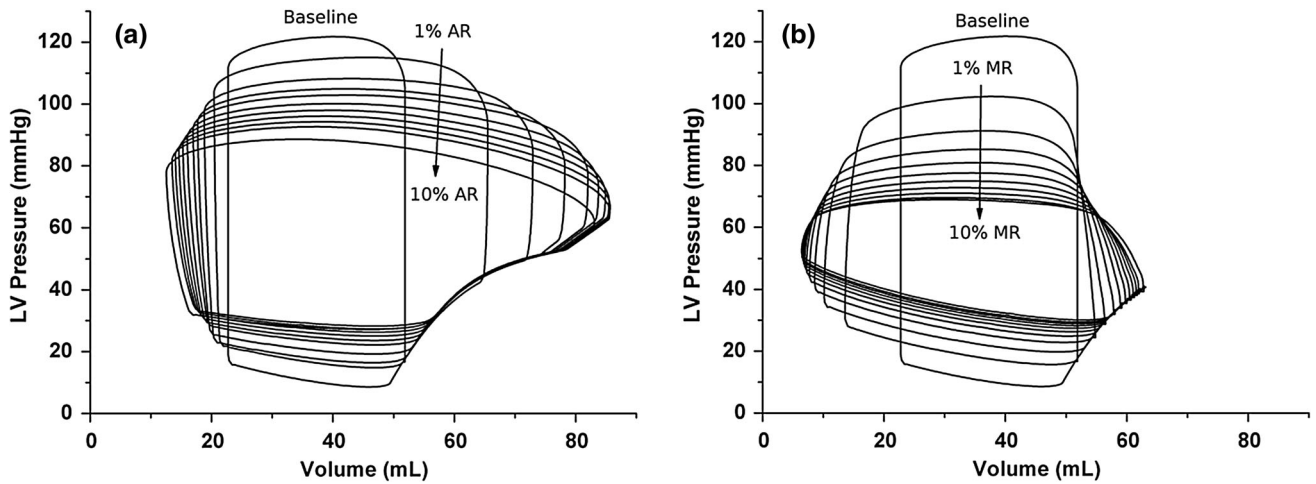 (a)
Baseline
1% AR
10% AR
LV Pressure (mmHg)
120
100
80
60
40
20
0
0 20 40 60 80
Volume (mL)
(b)
Baseline
1% MR
10% MR
LV Pressure (mmHg)
120
100
80
60
40
20
0
0 20 40 60 80
Volume (mL)